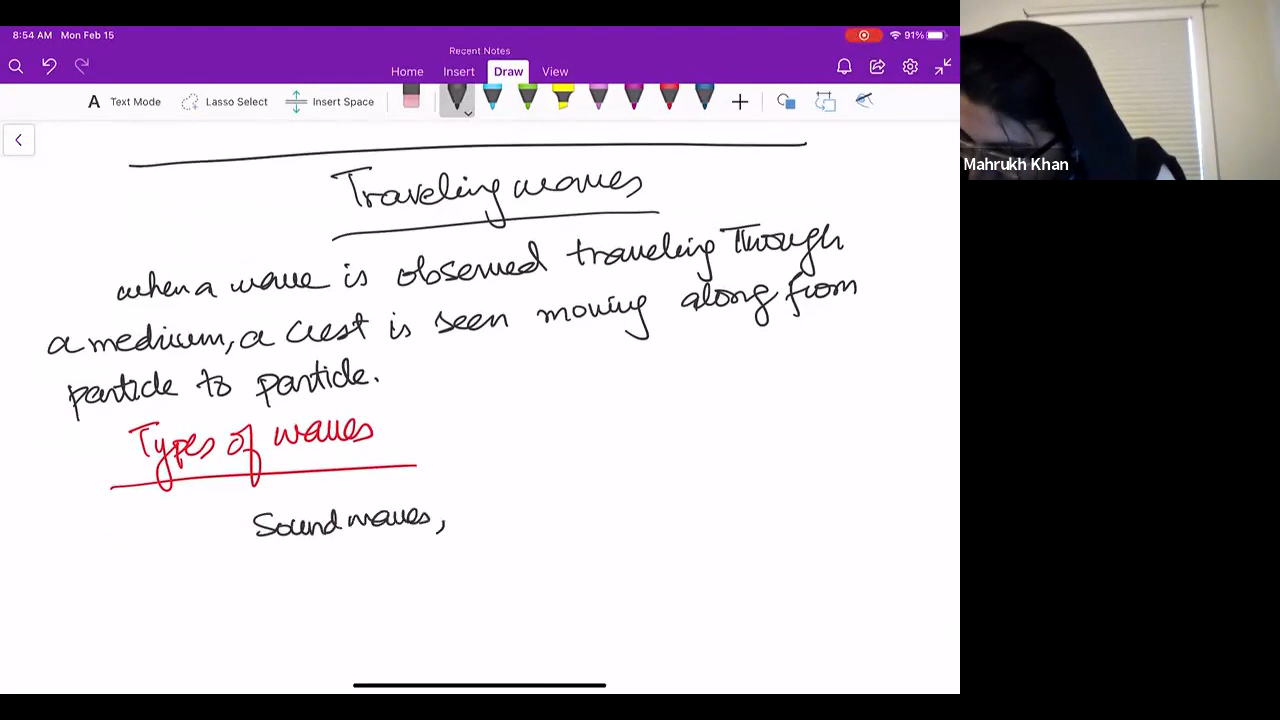 8:54 AM Mon Feb 15
91%
Recent Notes
Home Insert Draw View
A Text Mode Lasso Select Insert Space
Traveling waves
when a wave is observed traveling Through
a medium, a crest is seen moving along from
particle to particle.
Types of waves
Sound waves,
Mahrukh Khan